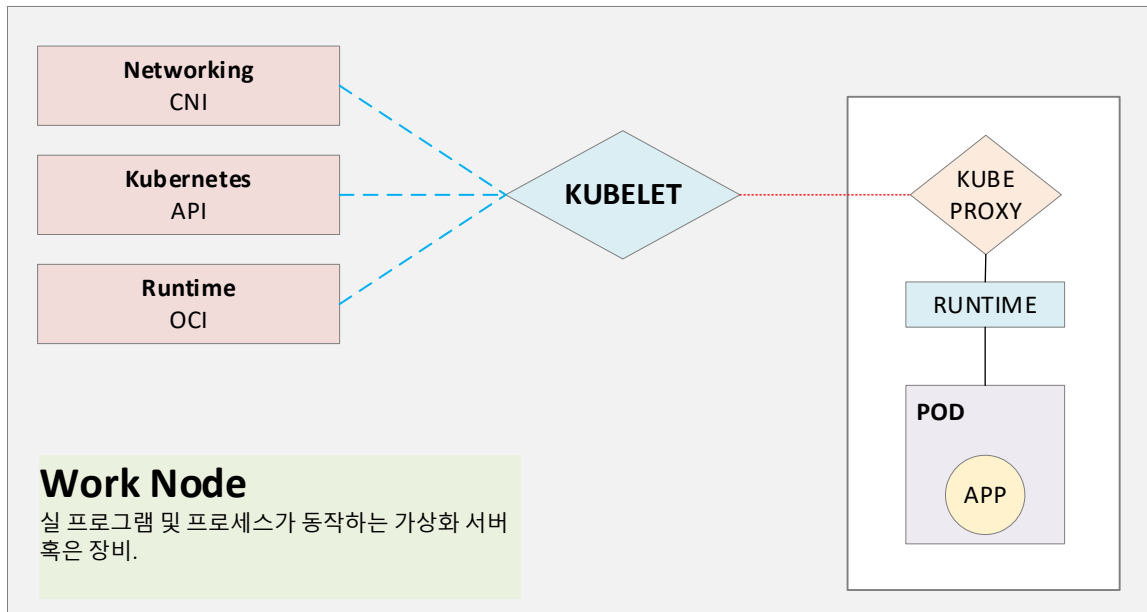 Networking
CNI
Kubernetes
API
Runtime
OCI
KUBELET
KUBE
PROXY
RUNTIME
POD
APP
Work Node
실 프로그램 및 프로세스가 동작하는 가상화 서버
혹은 장비.